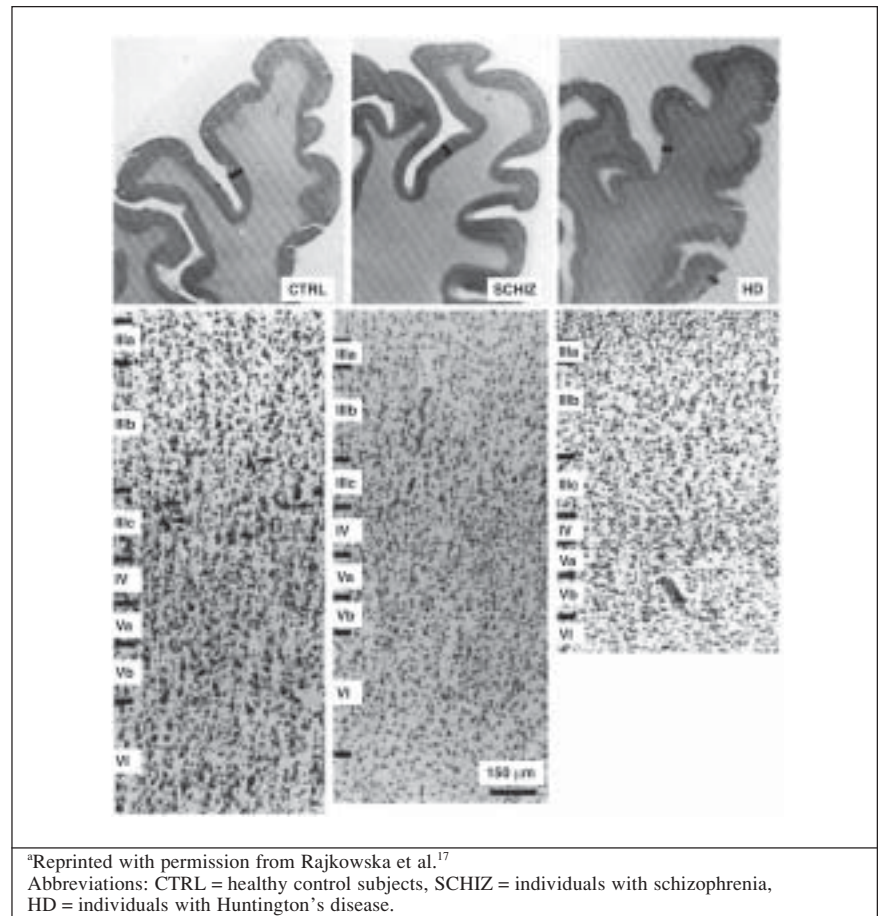 CTRL
SCHIZ
HD
IIIa
IIIb
IIIc
IV
Va
Vb
VI
IIIa
IIIb
IIIc
IV
Va
Vb
VI
150 μm
IIIa
IIIb
IIIc
IV
Va
Vb
VI
ᵃReprinted with permission from Rajkowska et al.¹⁷
Abbreviations: CTRL = healthy control subjects, SCHIZ = individuals with schizophrenia,
HD = individuals with Huntington’s disease.